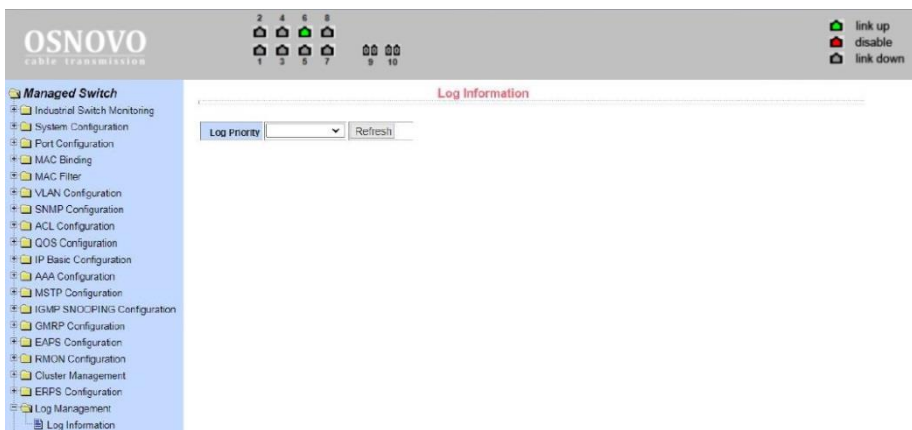 OSNOVO
cable transmission
2 4 6 8
1 3 5 7 9 10
link up
disable
link down
Managed Switch
Industrial Switch Monitoring
System Configuration
Port Configuration
MAC Binding
MAC Filter
VLAN Configuration
SNMP Configuration
ACL Configuration
QOS Configuration
IP Basic Configuration
AAA Configuration
MSTP Configuration
IGMP SNOOPING Configuration
GMRP Configuration
EAPS Configuration
RMON Configuration
Cluster Management
ERPS Configuration
Log Management
Log Information
Log Information
Log Priority Refresh